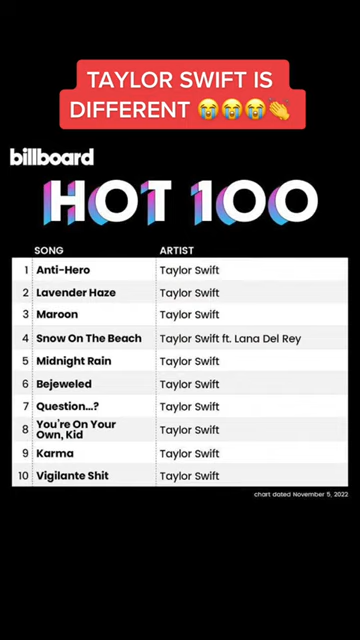 TAYLOR SWIFT IS
DIFFERENT 😭😭😭👏
billboard
HOT 100
SONG ARTIST
1 Anti-Hero Taylor Swift
2 Lavender Haze Taylor Swift
3 Maroon Taylor Swift
4 Snow On The Beach Taylor Swift ft. Lana Del Rey
5 Midnight Rain Taylor Swift
6 Bejeweled Taylor Swift
7 Question...? Taylor Swift
8 You're On Your
Own, Kid Taylor Swift
9 Karma Taylor Swift
10 Vigilante Shit Taylor Swift
chart dated November 5, 2022